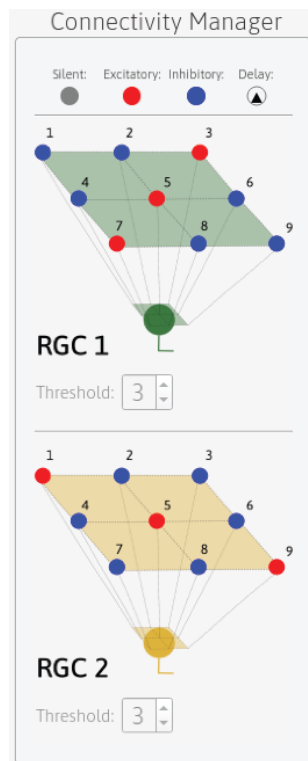 Connectivity Manager
Silent: Excitatory: Inhibitory: Delay:
1 2 3
4 5 6
7 8 9
RGC 1
Threshold: 3
1 2 3
4 5 6
7 8 9
RGC 2
Threshold: 3